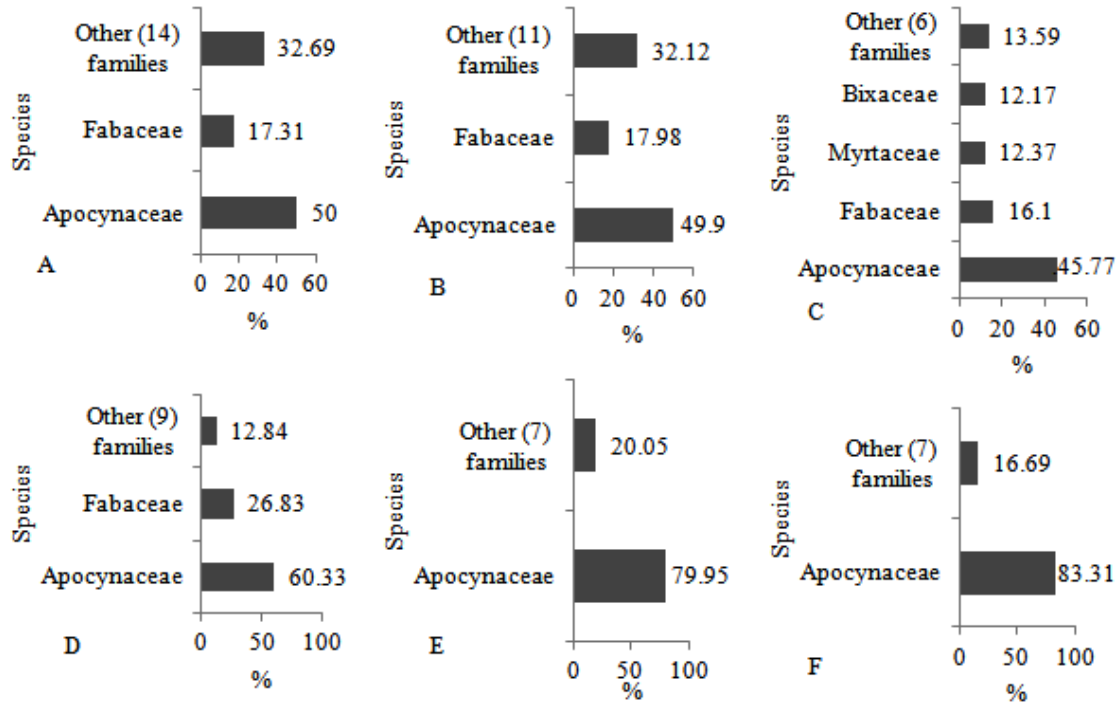 Species
Other (14)
families
32.69
Fabaceae
17.31
Apocynaceae
50
0 20 40 60
%
A
Species
Other (11)
families
32.12
Fabaceae
17.98
Apocynaceae
49.9
0 20 40 60
%
B
Species
Other (6)
families
13.59
Bixaceae
12.17
Myrtaceae
12.37
Fabaceae
16.1
Apocynaceae
45.77
0 20 40 60
%
C
Species
Other (9)
families
12.84
Fabaceae
26.83
Apocynaceae
60.33
0 50 100
%
D
Species
Other (7)
families
20.05
Apocynaceae
79.95
0 50 100
%
E
Species
Other (7)
families
16.69
Apocynaceae
83.31
0 50 100
%
F